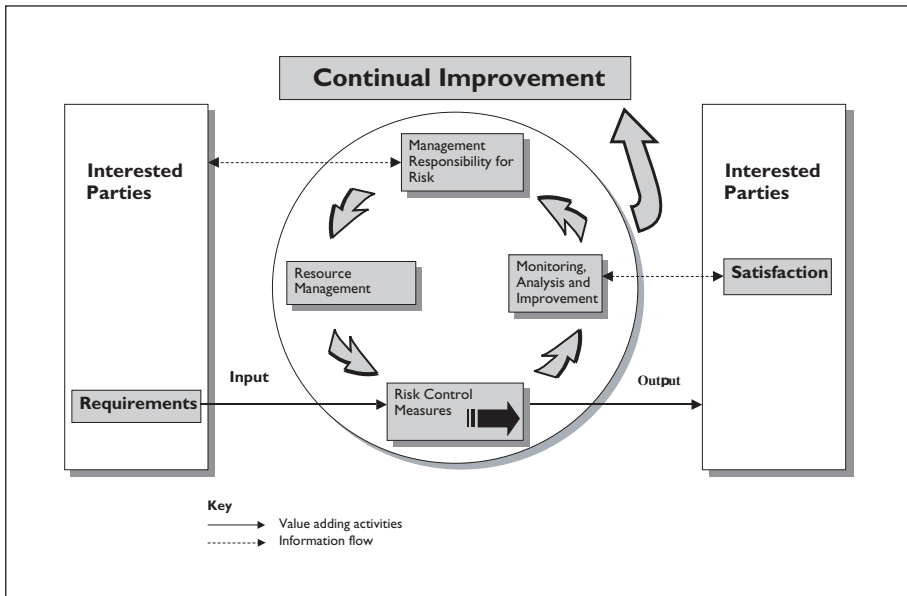 Continual Improvement
Interested
Parties
Management
Responsibility for
Risk
Interested
Parties
Resource
Management
Monitoring,
Analysis and
Improvement
Satisfaction
Input
Output
Requirements
Risk Control
Measures
Key
Value adding activities
Information flow